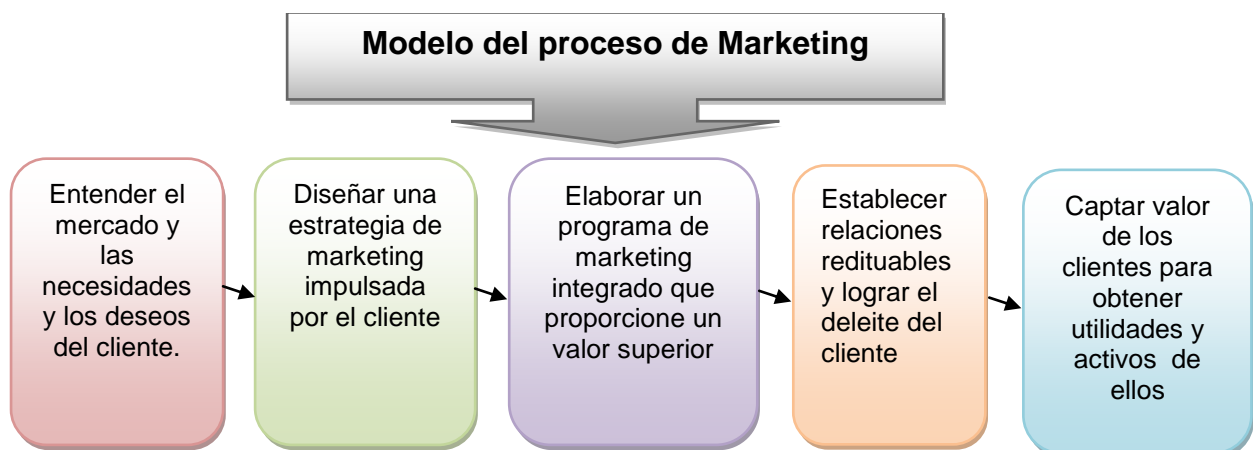 Modelo del proceso de Marketing
Entender el
mercado y
las
necesidades
y los deseos
del cliente.
Diseñar una
estrategia de
marketing
impulsada
por el cliente
Elaborar un
programa de
marketing
integrado que
proporcione un
valor superior
Establecer
relaciones
redituables
y lograr el
deleite del
cliente
Captar valor
de los
clientes para
obtener
utilidades y
activos de
ellos